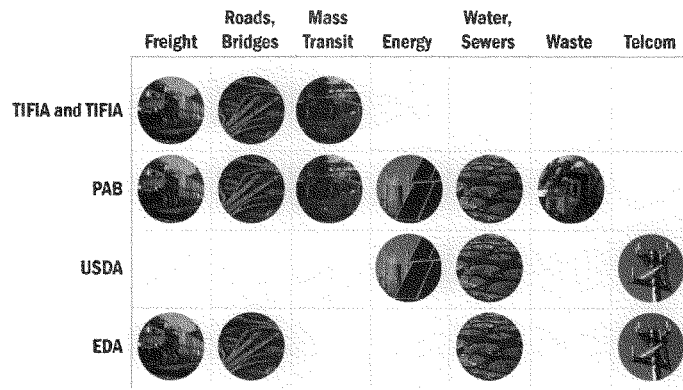 Freight
Roads,
Bridges
Mass
Transit
Energy
Water,
Sewers
Waste
Telcom
TIFIA and TIFIA
PAB
USDA
EDA